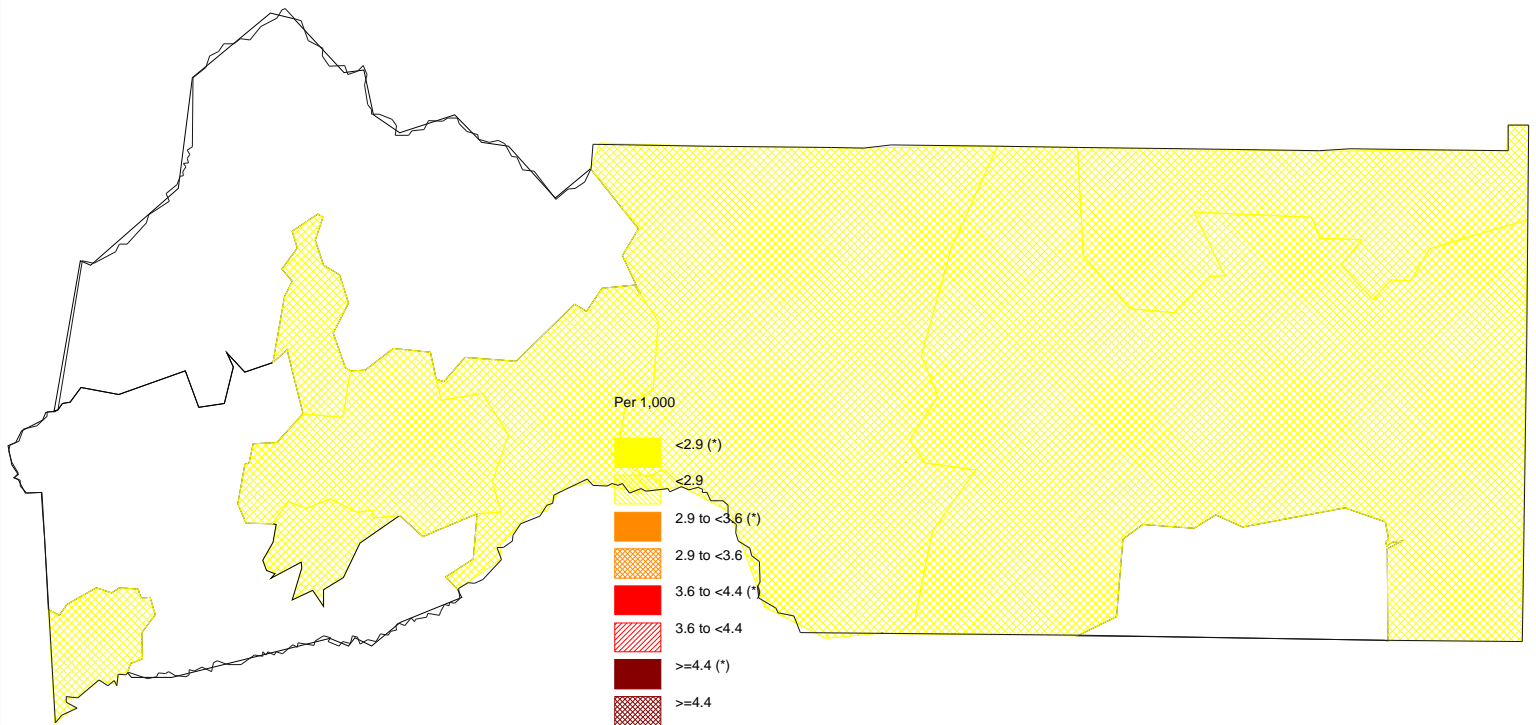 Per 1,000
<2.9 (*)
<2.9
2.9 to <3.6 (*)
2.9 to <3.6
3.6 to <4.4 (*)
3.6 to <4.4
>=4.4 (*)
>=4.4